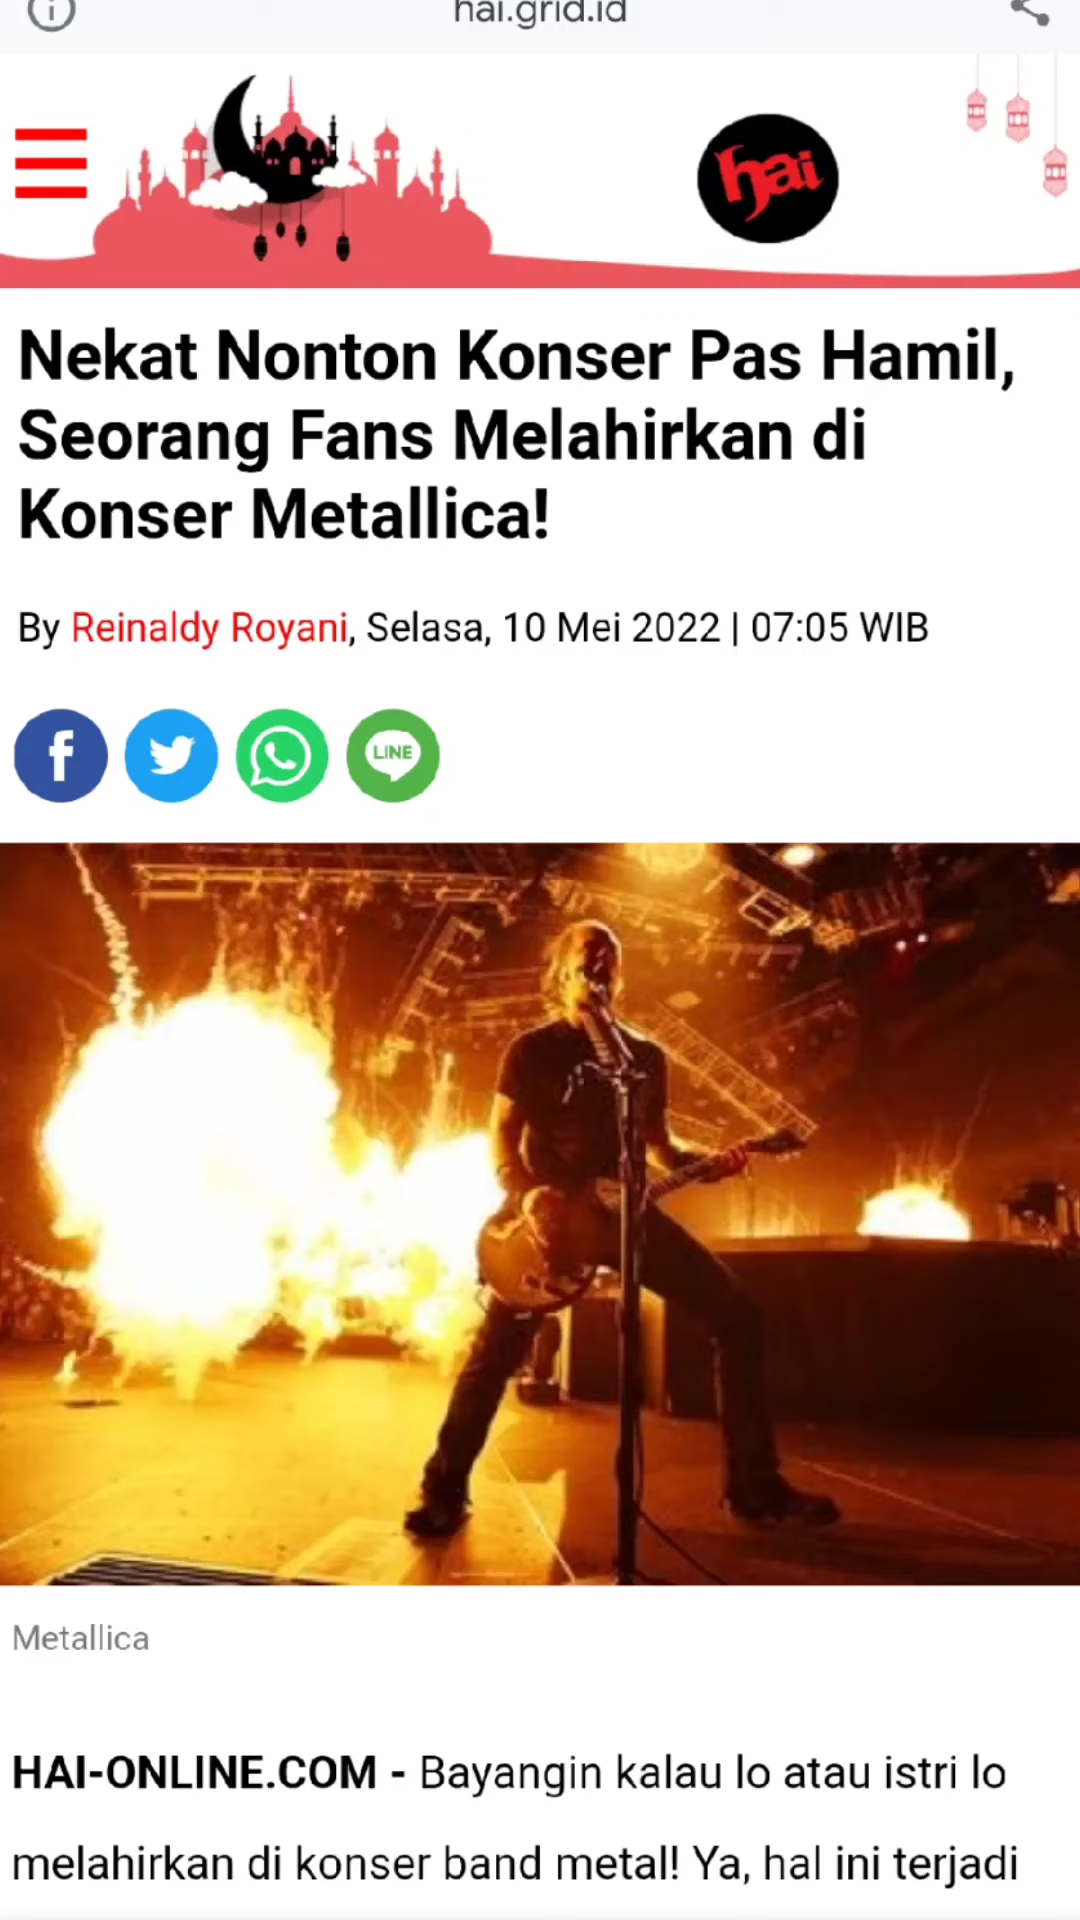 hai.grid.id
hai
Nekat Nonton Konser Pas Hamil,
Seorang Fans Melahirkan di
Konser Metallica!
By Reinaldy Royani, Selasa, 10 Mei 2022 | 07:05 WIB
LINE
Metallica
HAI-ONLINE.COM - Bayangin kalau lo atau istri lo
melahirkan di konser band metal! Ya, hal ini terjadi